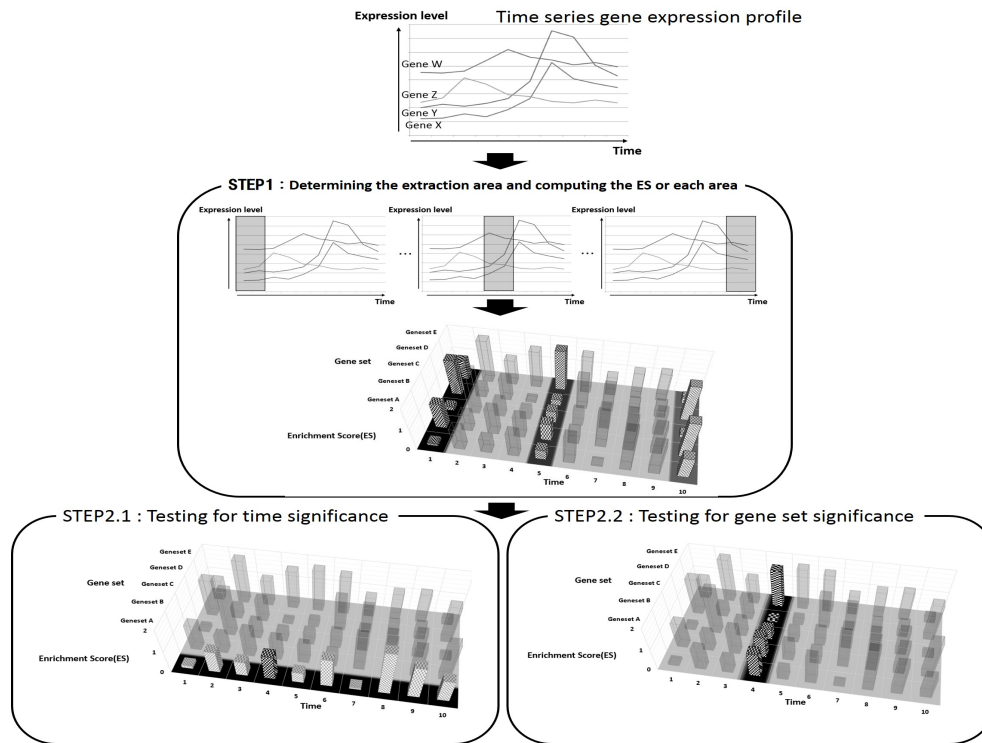 Time series gene expression profile
Expression level
Gene W
Gene Z
Gene Y
Gene X
Time
STEP1 : Determining the extraction area and computing the ES or each area
Expression level
Expression level
Expression level
...
...
Time
Time
Time
Geneset E
Geneset D
Gene set
Geneset C
Geneset B
Geneset A
2
1
Enrichment Score(ES)
0
1
2
3
4
5
6
7
8
9
10
Time
STEP2.1 : Testing for time significance
Geneset E
Geneset D
Gene set
Geneset C
Geneset B
Geneset A
2
1
Enrichment Score(ES)
0
1
2
3
4
5
6
7
8
9
10
Time
STEP2.2 : Testing for gene set significance
Geneset E
Geneset D
Gene set
Geneset C
Geneset B
Geneset A
2
1
Enrichment Score(ES)
0
1
2
3
4
5
6
7
8
9
10
Time